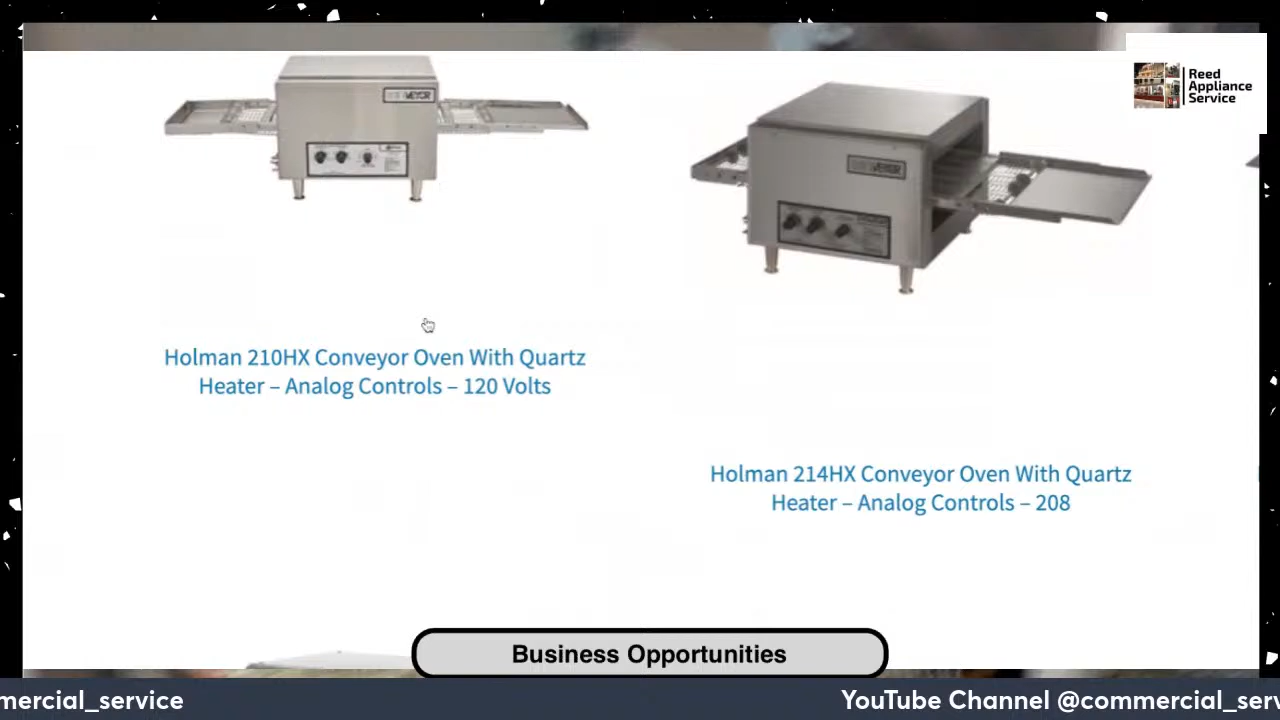 Reed
Appliance
Service
Holman 210HX Conveyor Oven With Quartz
Heater – Analog Controls – 120 Volts
Holman 214HX Conveyor Oven With Quartz
Heater – Analog Controls – 208
Business Opportunities
mercial_service
YouTube Channel @commercial_serv